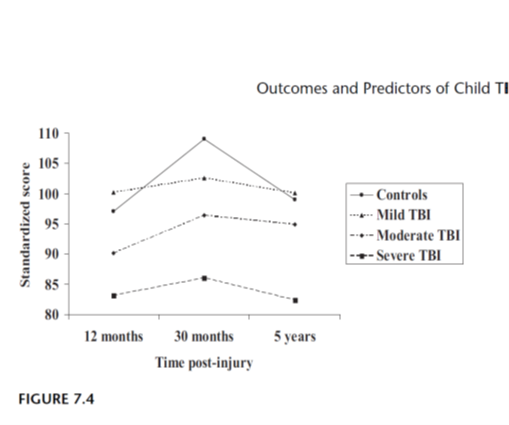 Outcomes and Predictors of Child
110
105
100
95
90
85
80
Standardized score
12 months 30 months 5 years
Time post-injury
Controls
Mild TBI
Moderate TBI
Severe TBI
FIGURE 7.4